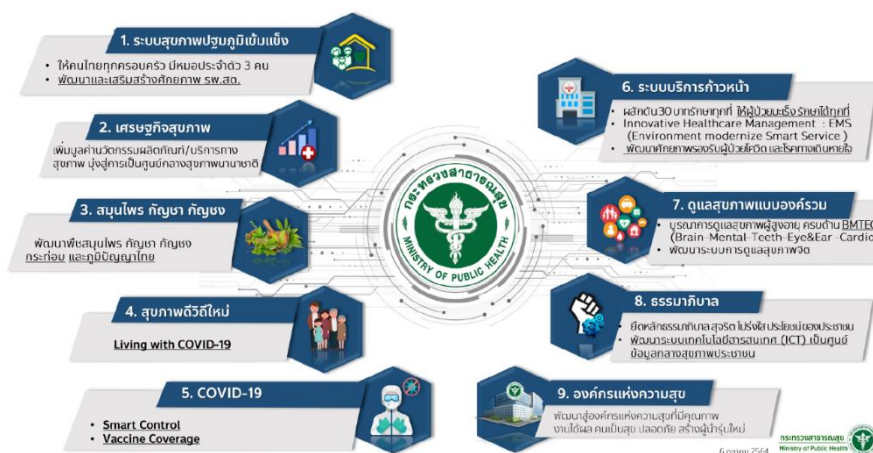 1. ระบบสุขภาพปฐมภูมิเข้มแข็ง
• ให้คนไทยทุกครอบครัว มีหมอประจำตัว 3 คน
• พัฒนาและเสริมสร้างศักยภาพ รพ.สต.
2. เศรษฐกิจสุขภาพ
เพิ่มมูลค่านวัตกรรมผลิตภัณฑ์/บริการทาง
สุขภาพ มุ่งสู่การเป็นศูนย์กลางสุขภาพนานาชาติ
3. สมุนไพร กัญชา กัญชง
พัฒนาพืชสมุนไพร กัญชา กัญชง
กระท่อม และภูมิปัญญาไทย
4. สุขภาพดีวิถีใหม่
Living with COVID-19
5. COVID-19
• Smart Control
• Vaccine Coverage
กระทรวงสาธารณสุข
MINISTRY OF PUBLIC HEALTH
6. ระบบบริการก้าวหน้า
• ผลักดัน 30 บาทรักษาทุกที่ ให้ผู้ป่วยมะเร็ง รักษาได้ทุกที่
• Innovative Healthcare Management : EMS
(Environment modernize Smart Service )
• พัฒนาศักยภาพรองรับผู้ป่วยโควิด และโรคทางเดินหายใจ
7. ดูแลสุขภาพแบบองค์รวม
• บูรณาการดูแลสุขภาพผู้สูงอายุ ครบด้าน BMTEC
(Brain-Mental-Teeth-Eye&Ear-Cardio
• พัฒนาระบบการดูแลสุขภาพจิต
8. ธรรมาภิบาล
• ยึดหลักธรรมาภิบาล สุจริต โปร่งใส ประโยชน์ของประชาชน
• พัฒนาระบบเทคโนโลยีสารสนเทศ (ICT) เป็นศูนย์
ข้อมูลกลางสุขภาพประชาชน
9. องค์กรแห่งความสุข
พัฒนาสู่องค์กรแห่งความสุขที่มีคุณภาพ
งานได้ผล คนเป็นสุข ปลอดภัย สร้างผู้นำรุ่นใหม่
2564
กระทรวงสาธารณสุข
Ministry of Public Health